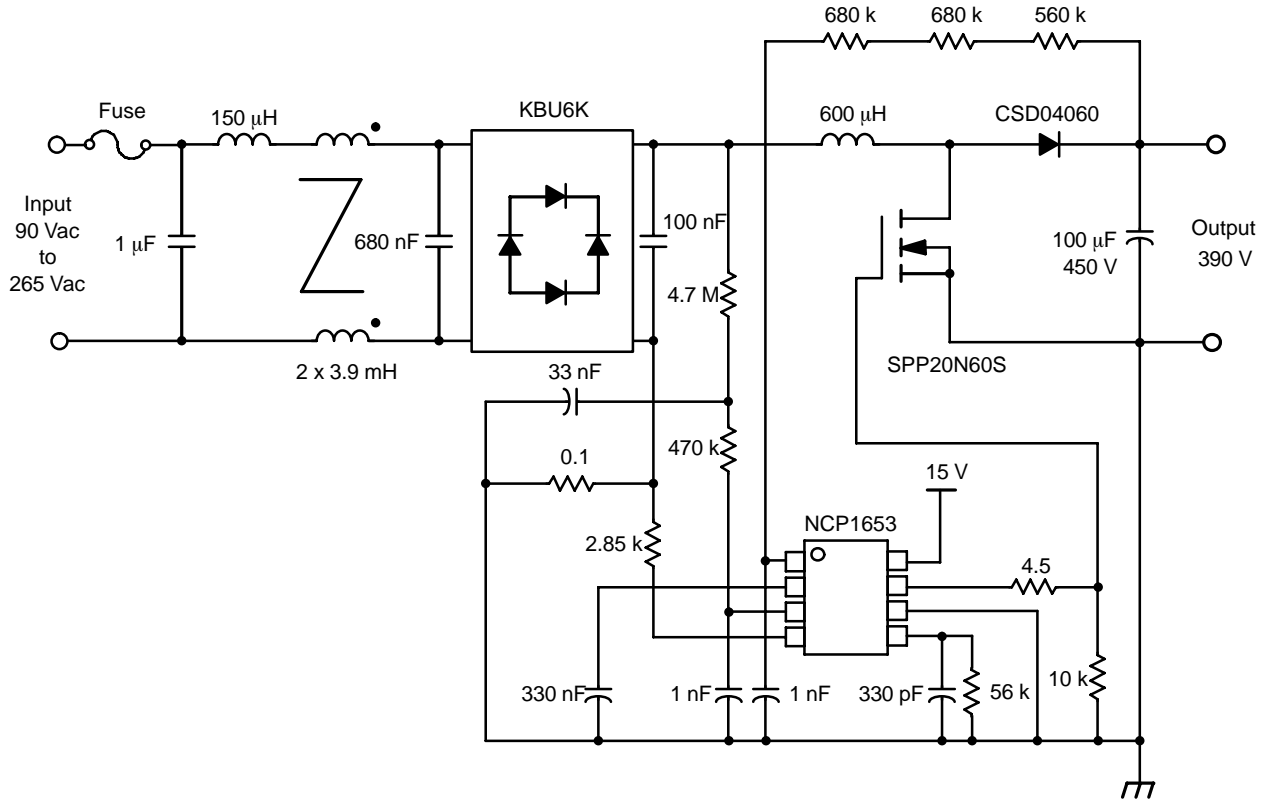 680 k
680 k
560 k
Fuse
150 μH
KBU6K
600 μH
CSD04060
Input
90 Vac
to
265 Vac
1 μF
680 nF
100 nF
4.7 M
100 μF
450 V
Output
390 V
SPP20N60S
2 x 3.9 mH
33 nF
470 k
0.1
15 V
NCP1653
2.85 k
4.5
330 nF
1 nF
1 nF
330 pF
56 k
10 k